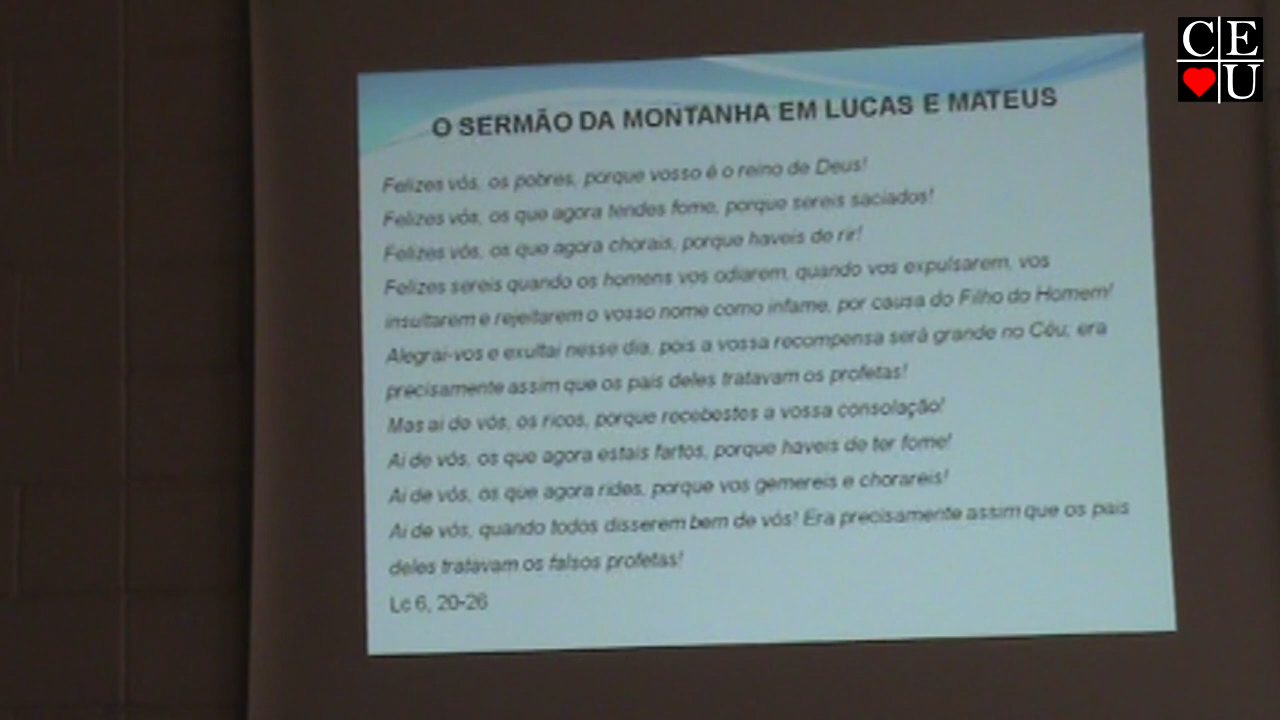 CE
U
O SERMÃO DA MONTANHA EM LUCAS E MATEUS
Felizes vós, os pobres, porque vosso é o reino de Deus!
Felizes vós, os que agora tendes fome, porque sereis saciados!
Felizes vós, os que agora chorais, porque haveis de rir!
Felizes sereis quando os homens vos odiarem, quando vos expulsarem, vos
insultarem e rejeitarem o vosso nome como infame, por causa do Filho do Homem!
Alegrai-vos e exultai nesse dia, pois a vossa recompensa será grande no Céu; era
precisamente assim que os pais deles tratavam os profetas!
Mas ai de vós, os ricos, porque recebestes a vossa consolação!
Ai de vós, os que agora estais fartos, porque haveis de ter fome!
Ai de vós, os que agora rides, porque vos gemereis e chorareis!
Ai de vós, quando todos disserem bem de vós! Era precisamente assim que os pais
deles tratavam os falsos profetas!
Lc 6, 20-26